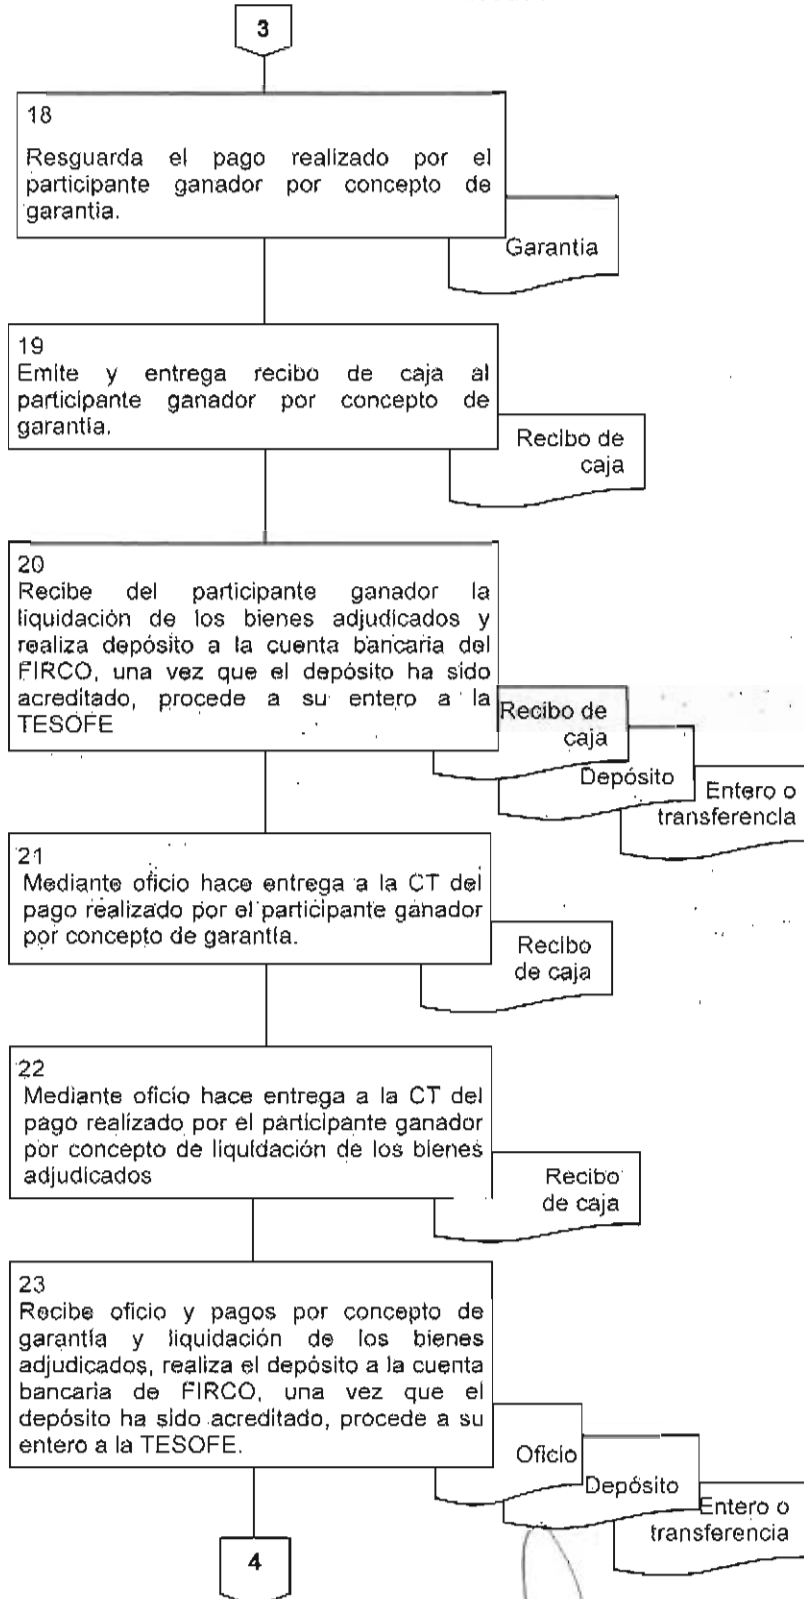 3
18
Resguarda el pago realizado por el
participante ganador por concepto de
garantia.
Garantia
19
Emite y entrega recibo de caja al
participante ganador por concepto de
garantía.
Recibo de
caja
20
Recibe del participante ganador la
liquidación de los bienes adjudicados y
realiza depósito a la cuenta bancaria del
FIRCO, una vez que el depósito ha sido
acreditado, procede a su entero a la
TESOFE
Recibo de
caja
Depósito
Entero o
transferencia
21
Mediante oficio hace entrega a la CT del
pago realizado por el participante ganador
por concepto de garantía.
Recibo
de caja
22
Mediante oficio hace entrega a la CT del
pago realizado por el participante ganador
por concepto de liquidación de los bienes
adjudicados
Recibo
de caja
23
Recibe oficio y pagos por concepto de
garantía y liquidación de los bienes
adjudicados, realiza el depósito a la cuenta
bancaria de FIRCO, una vez que el
depósito ha sido acreditado, procede a su
entero a la TESOFE.
Oficio
Depósito
Entero o
transferencia
4